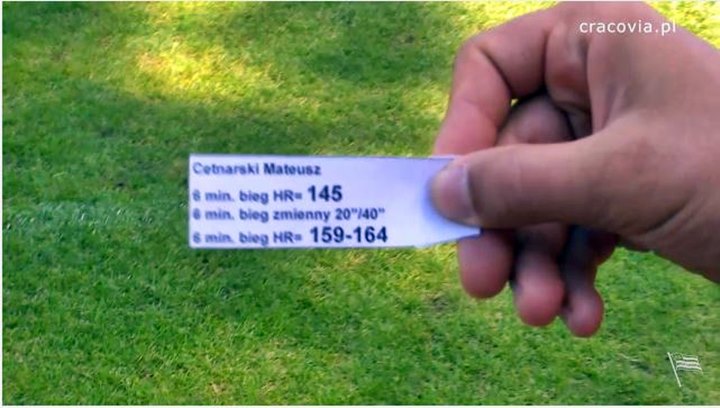 cracovia.pl
Cetnarski Mateusz
6 min. bieg HR= 145
6 min. bieg zmienny 20"/40"
6 min. bieg HR= 159-164